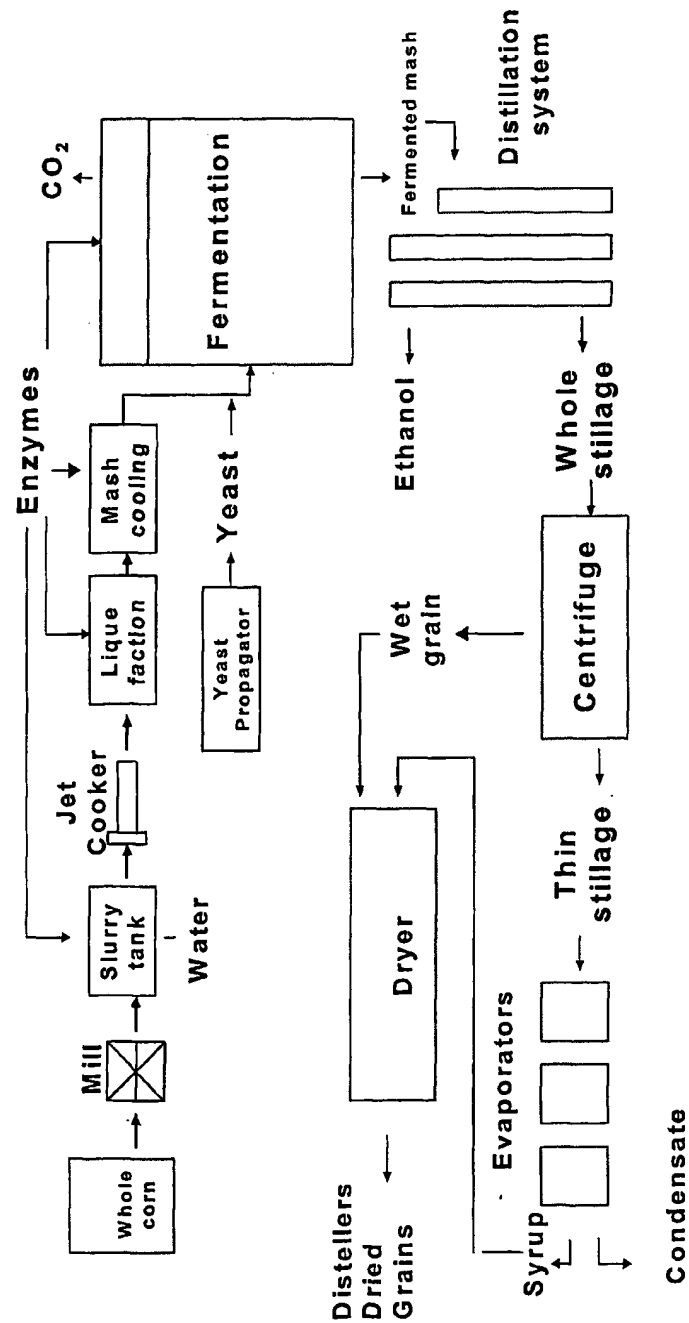 Whole
corn
Mill
Slurry
tank
Water
Jet
Cooker
Lique
faction
Mash
cooling
Enzymes
Yeast
Propagator
Yeast
CO₂
Fermentation
Fermented mash
Distillation
system
Ethanol
Whole
stillage
Centrifuge
Wet
grain
Thin
stillage
Evaporators
Syrup
Condensate
Dryer
Distellers
Dried
Grains